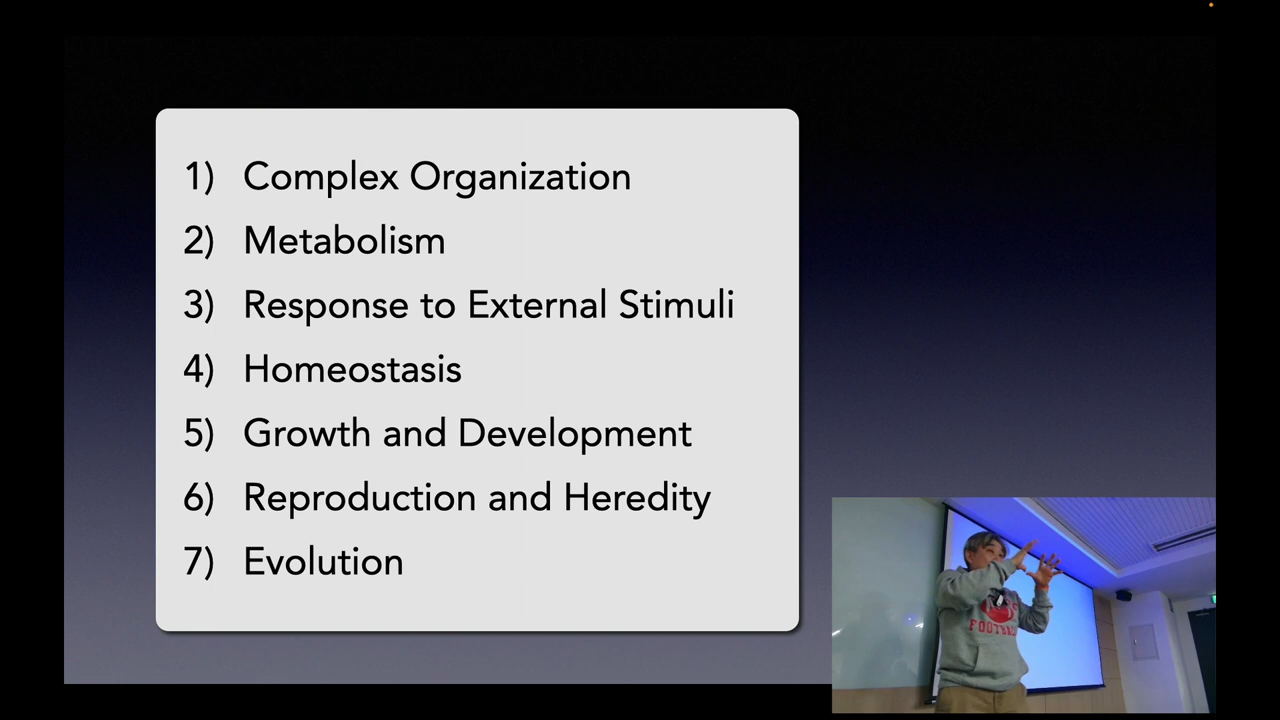 1) Complex Organization
2) Metabolism
3) Response to External Stimuli
4) Homeostasis
5) Growth and Development
6) Reproduction and Heredity
7) Evolution